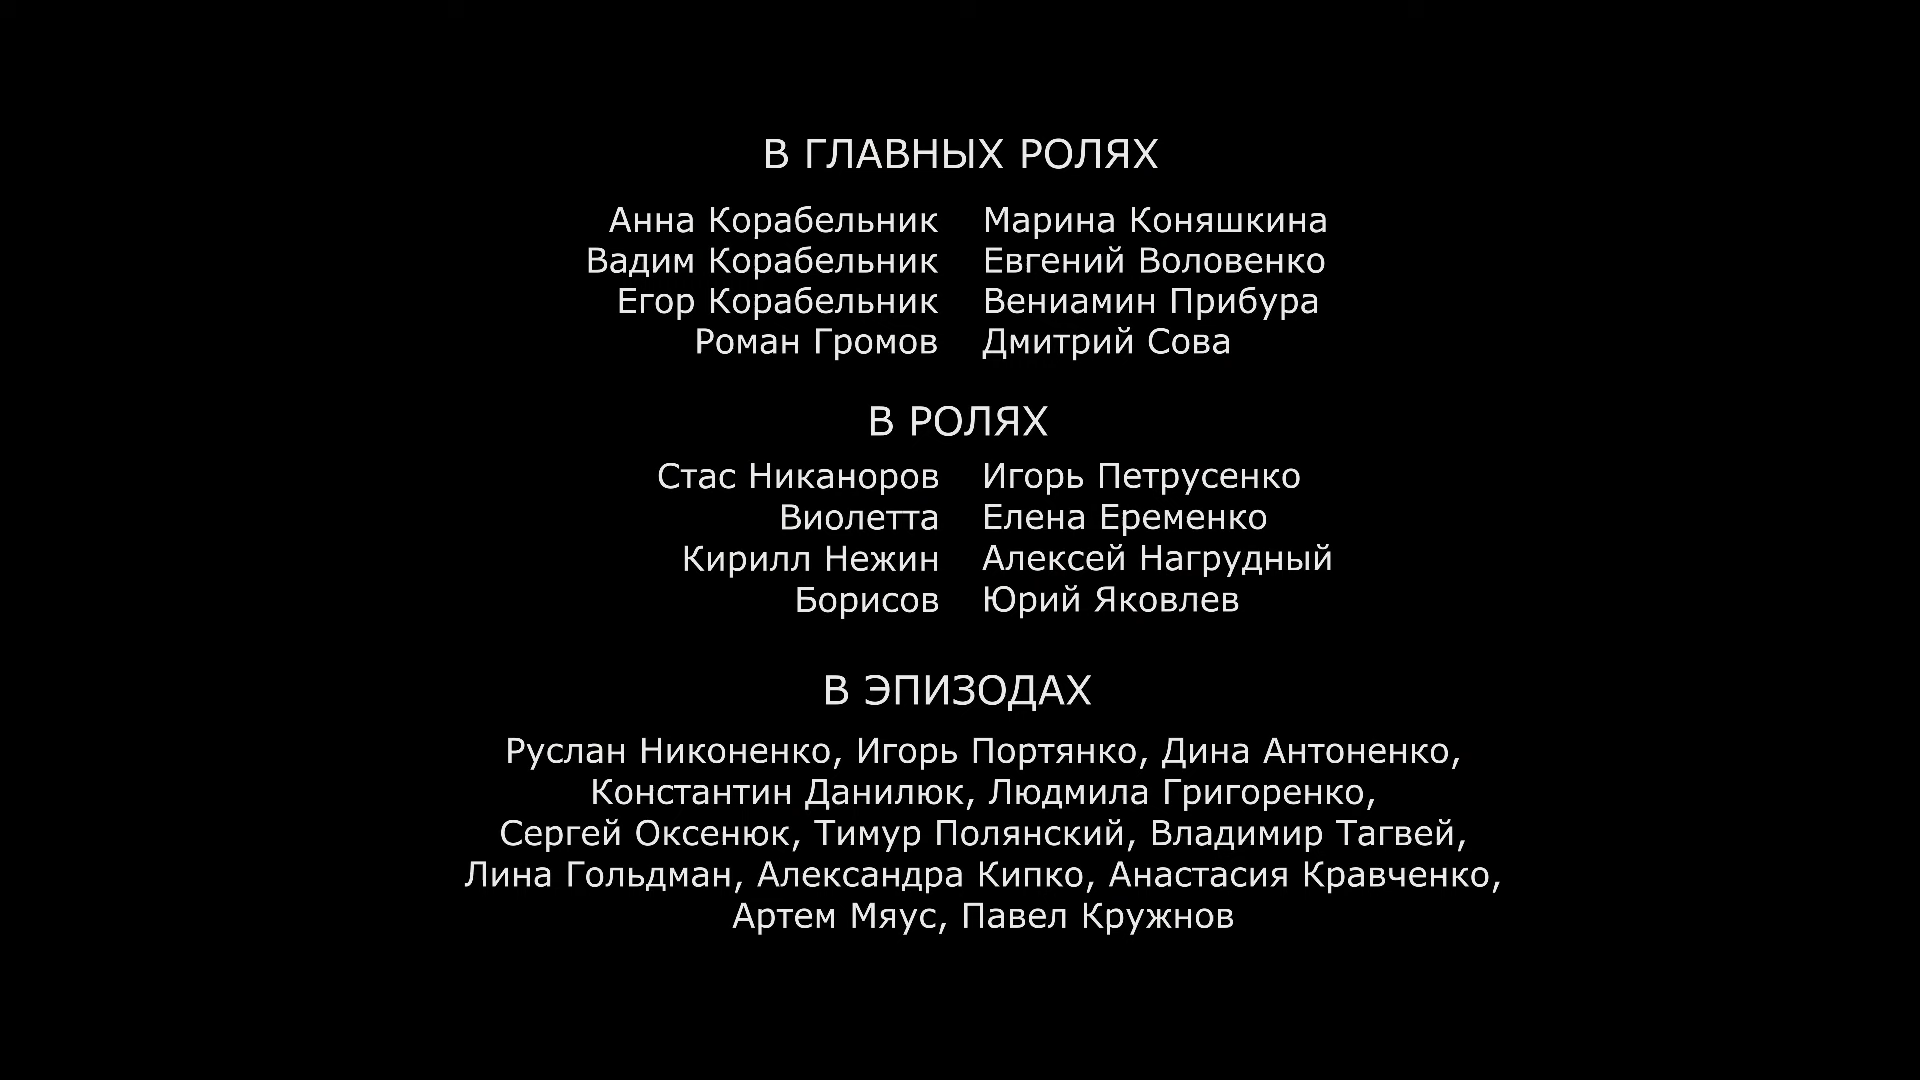 В ГЛАВНЫХ РОЛЯХ
Анна Корабельник Марина Коняшкина
Вадим Корабельник Евгений Воловенко
Егор Корабельник Вениамин Прибура
Роман Громов Дмитрий Сова
В РОЛЯХ
Стас Никаноров Игорь Петрусенко
Виолетта Елена Еременко
Кирилл Нежин Алексей Нагрудный
Борисов Юрий Яковлев
В ЭПИЗОДАХ
Руслан Никоненко, Игорь Портянко, Дина Антоненко,
Константин Данилюк, Людмила Григоренко,
Сергей Оксенюк, Тимур Полянский, Владимир Тагвей,
Лина Гольдман, Александра Кипко, Анастасия Кравченко,
Артем Мяус, Павел Кружнов